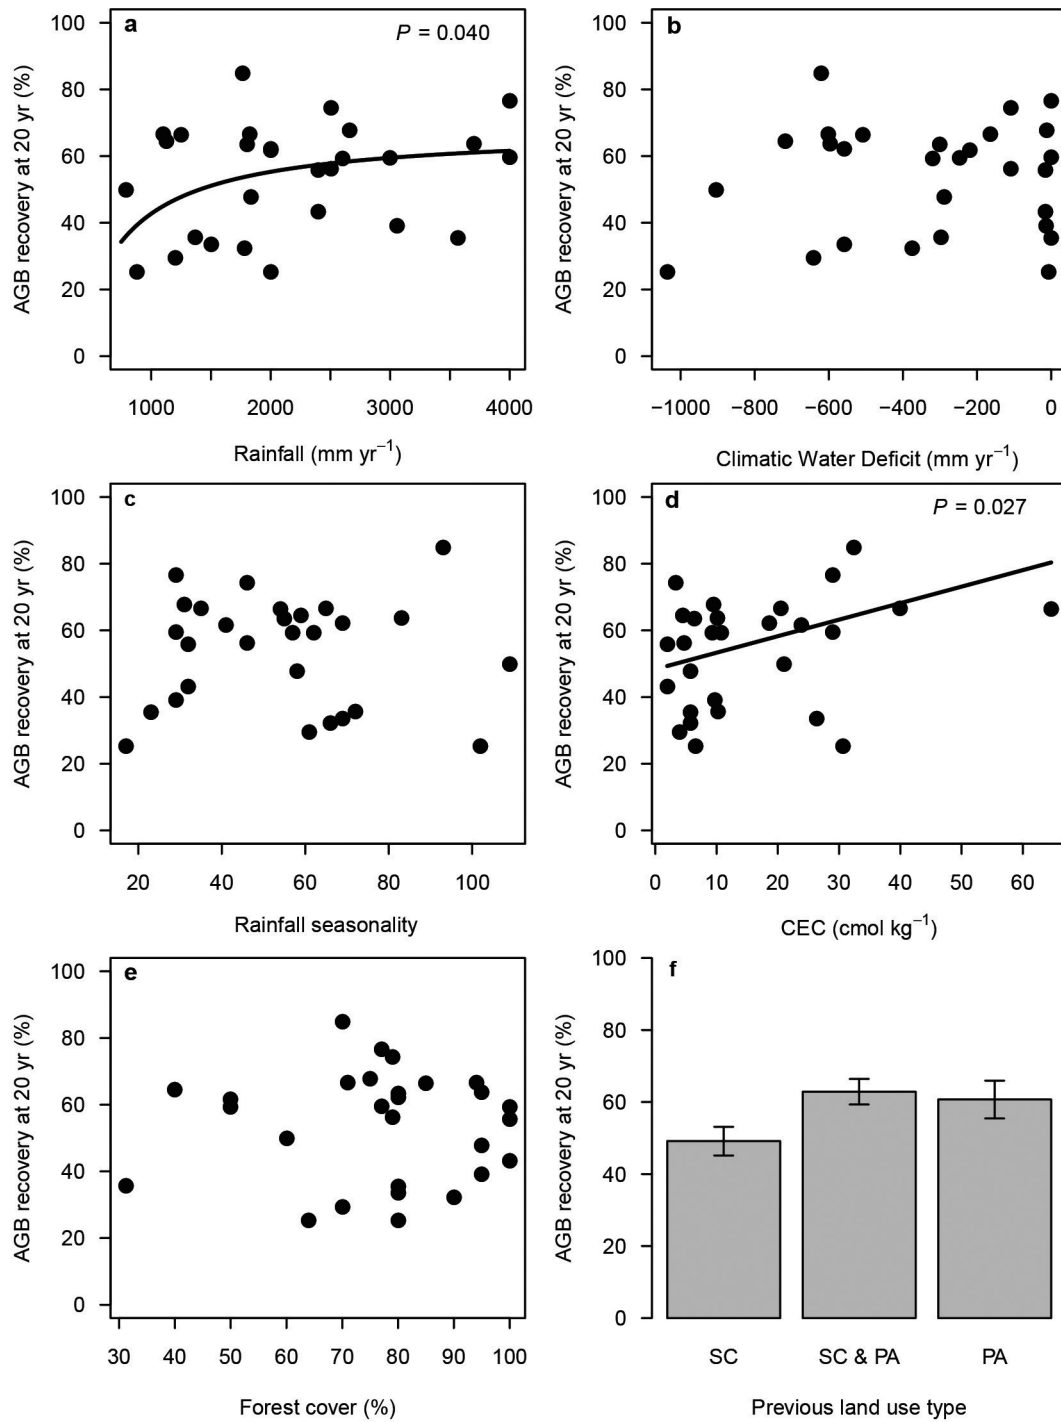 a
P = 0.040
AGB recovery at 20 yr (%)
100
80
60
40
20
0
1000 2000 3000 4000
Rainfall (mm yr⁻¹)
b
AGB recovery at 20 yr (%)
100
80
60
40
20
0
−1000 −800 −600 −400 −200 0
Climatic Water Deficit (mm yr⁻¹)
c
AGB recovery at 20 yr (%)
100
80
60
40
20
0
20 40 60 80 100
Rainfall seasonality
d
P = 0.027
AGB recovery at 20 yr (%)
100
80
60
40
20
0
0 10 20 30 40 50 60
CEC (cmol kg⁻¹)
e
AGB recovery at 20 yr (%)
100
80
60
40
20
0
30 40 50 60 70 80 90 100
Forest cover (%)
f
AGB recovery at 20 yr (%)
100
80
60
40
20
0
SC SC & PA PA
Previous land use type